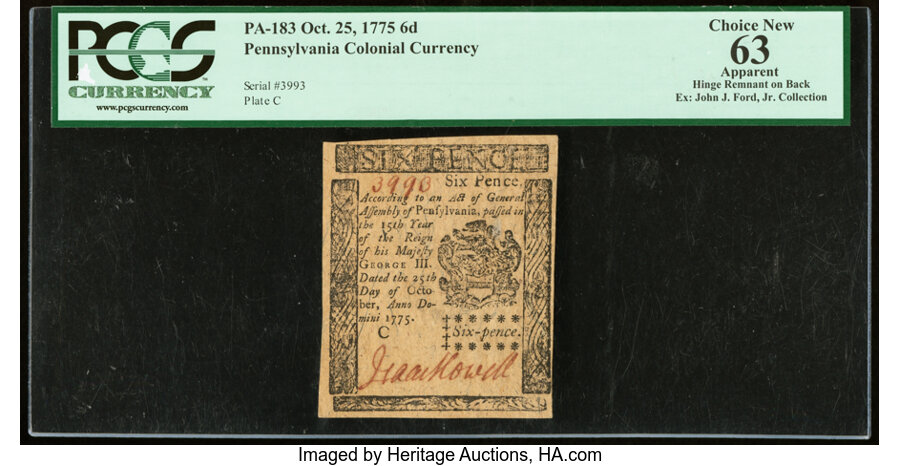 PCGS
CURRENCY
www.pcgscurrency.com
PA-183 Oct. 25, 1775 6d
Pennsylvania Colonial Currency
Serial #3993
Plate C
Choice New
63
Apparent
Hinge Remnant on Back
Ex: John J. Ford, Jr. Collection
SIX PENCE
3993 Six Pence.
According to an Act of General
Aſſembly of Penſylvania, paſſed in
the 15th Year
of the Reign
of his Majeſty
GEORGE III.
Dated the 25th
Day of Octo-
ber, Anno Do-
mini 1775.
C
Six-pence.
Isaac Howell
Imaged by Heritage Auctions, HA.com